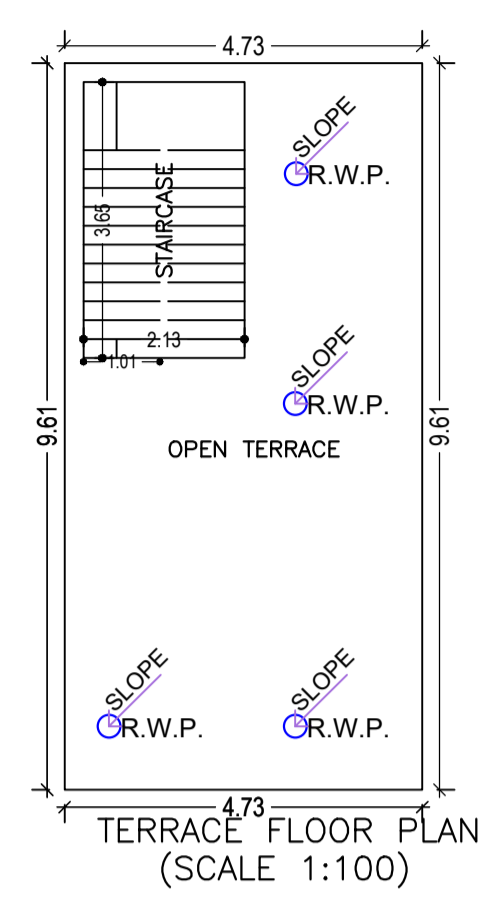 4.73
SLOPE
R.W.P.
STAIRCASE
3.65
2.13
1.01
SLOPE
R.W.P.
9.61
9.61
OPEN TERRACE
SLOPE
R.W.P.
SLOPE
R.W.P.
4.73
TERRACE FLOOR PLAN
(SCALE 1:100)